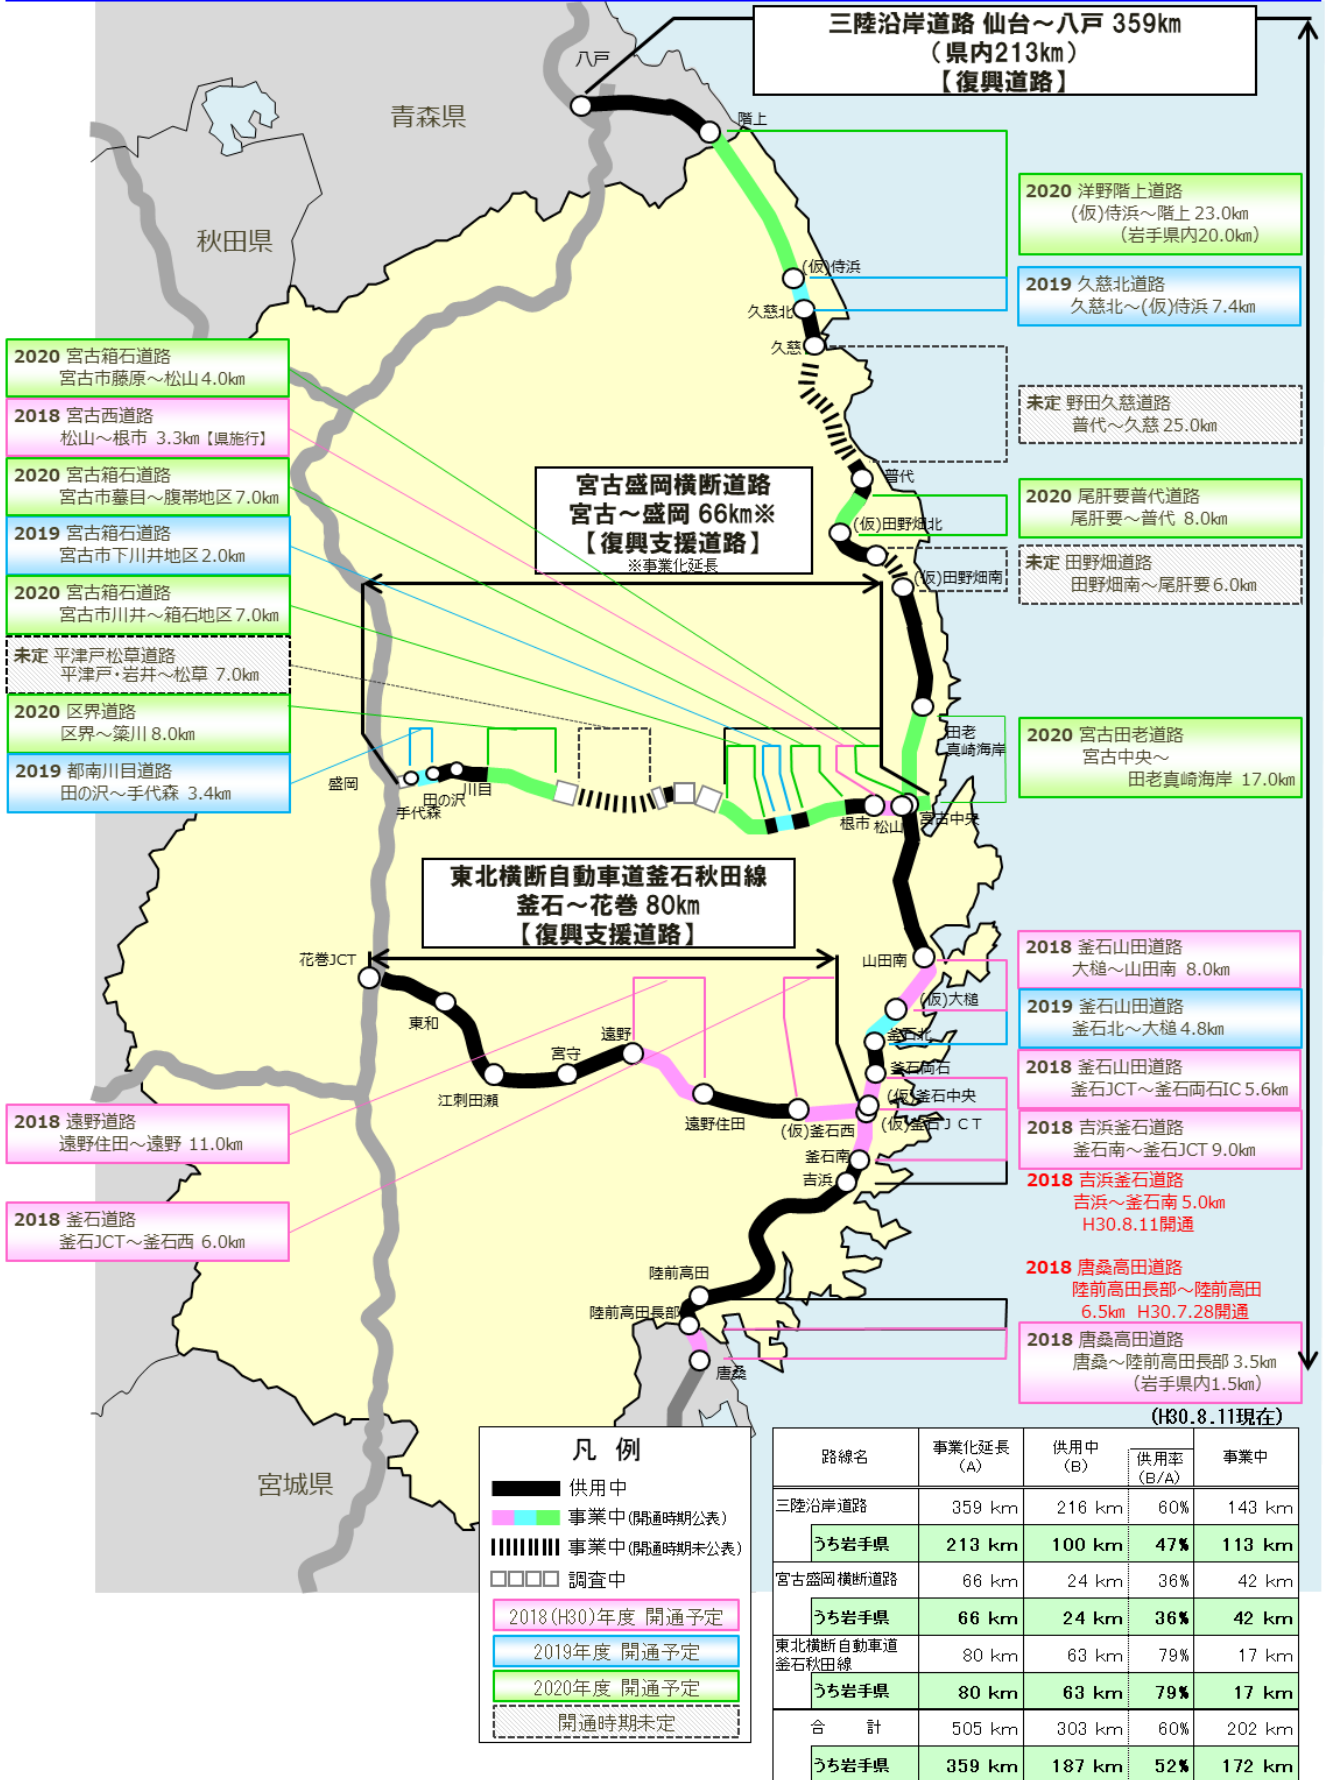 三陸沿岸道路 仙台～八戸 359km
（県内213km）
【復興道路】
八戸
青森県
階上
秋田県
2020 洋野階上道路
(仮)侍浜～階上 23.0km
（岩手県内20.0km）
(仮)侍浜
2019 久慈北道路
久慈北～(仮)侍浜 7.4km
久慈北
久慈
未定 野田久慈道路
普代～久慈 25.0km
普代
2020 尾肝要普代道路
尾肝要～普代 8.0km
(仮)田野畑北
未定 田野畑道路
田野畑南～尾肝要 6.0km
(仮)田野畑南
2020 宮古田老道路
宮古中央～
田老真崎海岸 17.0km
田老
真崎海岸
2020 宮古箱石道路
宮古市藤原～松山 4.0km
2018 宮古西道路
松山～根市 3.3km【県施行】
2020 宮古箱石道路
宮古市蟇目～腹帯地区 7.0km
2019 宮古箱石道路
宮古市下川井地区 2.0km
2020 宮古箱石道路
宮古市川井～箱石地区 7.0km
未定 平津戸松草道路
平津戸・岩井～松草 7.0km
2020 区界道路
区界～簗川 8.0km
2019 都南川目道路
田の沢～手代森 3.4km
宮古盛岡横断道路
宮古～盛岡 66km※
【復興支援道路】
※事業化延長
盛岡
手代森
田の沢
川目
根市
松山
宮古中央
東北横断自動車道釜石秋田線
釜石～花巻 80km
【復興支援道路】
花巻JCT
東和
江刺田瀬
宮守
遠野
遠野住田
(仮)釜石西
山田南
(仮)大槌
釜石北
釜石両石
(仮)釜石中央
(仮)釜石ＪＣＴ
釜石南
吉浜
陸前高田
陸前高田長部
唐桑
2018 釜石山田道路
大槌～山田南 8.0km
2019 釜石山田道路
釜石北～大槌 4.8km
2018 釜石山田道路
釜石JCT～釜石両石IC 5.6km
2018 吉浜釜石道路
釜石南～釜石JCT 9.0km
2018 吉浜釜石道路
吉浜～釜石南 5.0km
H30.8.11開通
2018 唐桑高田道路
陸前高田長部～陸前高田
6.5km H30.7.28開通
2018 唐桑高田道路
唐桑～陸前高田長部 3.5km
（岩手県内1.5km）
2018 遠野道路
遠野住田～遠野 11.0km
2018 釜石道路
釜石JCT～釜石西 6.0km
宮城県
凡 例
供用中
事業中(開通時期公表)
事業中(開通時期未公表)
調査中
2018(H30)年度 開通予定
2019年度 開通予定
2020年度 開通予定
開通時期未定
(H30.8.11現在)
路線名 事業化延長(A) 供用中(B) 供用率(B/A) 事業中
三陸沿岸道路 359 km 216 km 60% 143 km
うち岩手県 213 km 100 km 47% 113 km
宮古盛岡横断道路 66 km 24 km 36% 42 km
うち岩手県 66 km 24 km 36% 42 km
東北横断自動車道釜石秋田線 80 km 63 km 79% 17 km
うち岩手県 80 km 63 km 79% 17 km
合 計 505 km 303 km 60% 202 km
うち岩手県 359 km 187 km 52% 172 km